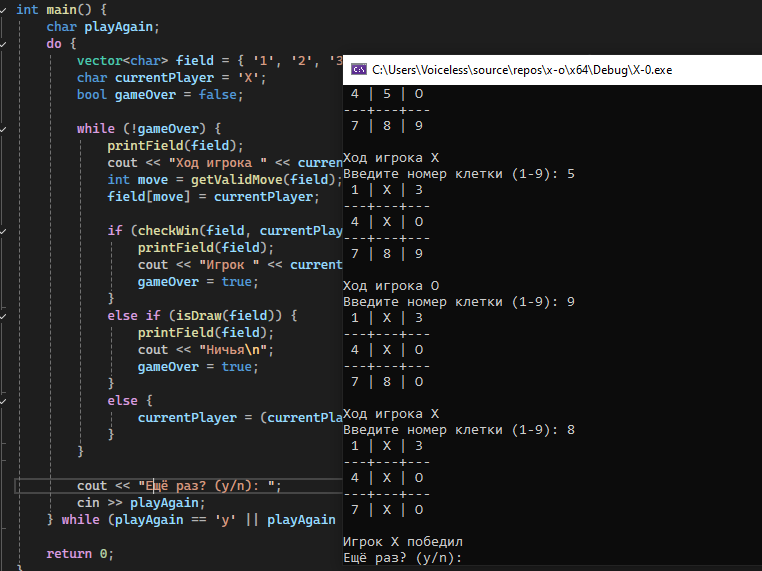 int main() {
char playAgain;
do {
vector<char> field = { '1', '2', '3
char currentPlayer = 'X';
bool gameOver = false;
while (!gameOver) {
printField(field);
cout << "Ход игрока " << curren
int move = getValidMove(field);
field[move] = currentPlayer;
if (checkWin(field, currentPlay
printField(field);
cout << "Игрок " << current
gameOver = true;
}
else if (isDraw(field)) {
printField(field);
cout << "Ничья\n";
gameOver = true;
}
else {
currentPlayer = (currentPla
}
}
cout << "Ещё раз? (y/n): ";
cin >> playAgain;
} while (playAgain == 'y' || playAgain
return 0;
}
C:\Users\Voiceless\source\repos\x-o\x64\Debug\X-0.exe
4 | 5 | O
---+---+---
7 | 8 | 9
Ход игрока X
Введите номер клетки (1-9): 5
1 | X | 3
---+---+---
4 | X | O
---+---+---
7 | 8 | 9
Ход игрока O
Введите номер клетки (1-9): 9
1 | X | 3
---+---+---
4 | X | O
---+---+---
7 | 8 | O
Ход игрока X
Введите номер клетки (1-9): 8
1 | X | 3
---+---+---
4 | X | O
---+---+---
7 | X | O
Игрок X победил
Ещё раз? (y/n):